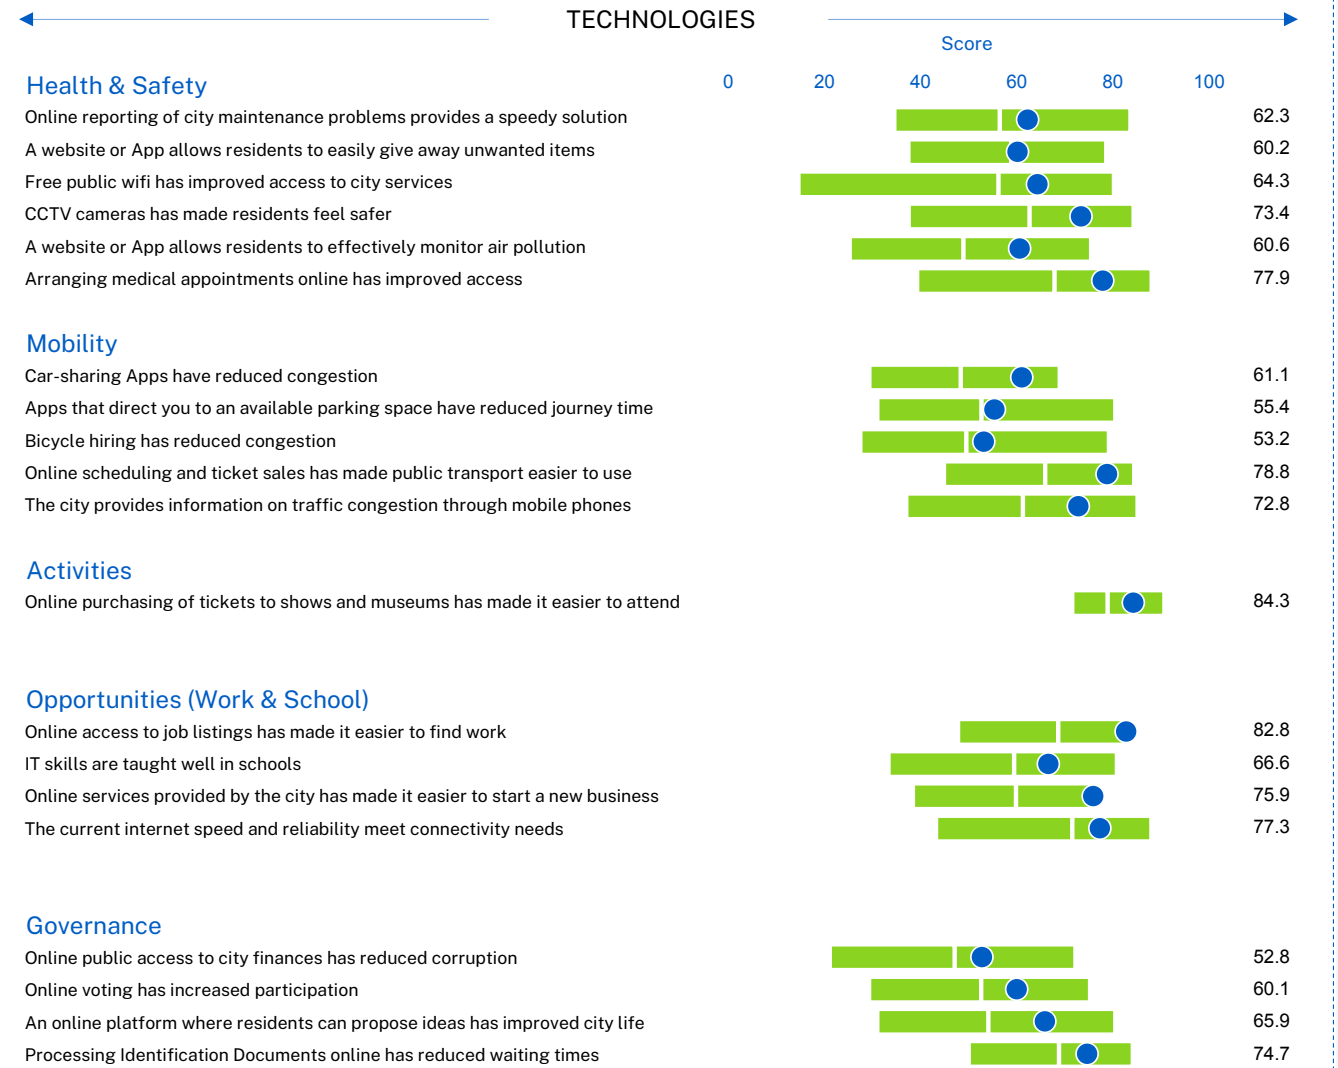 TECHNOLOGIES
Score
Health & Safety 0 20 40 60 80 100
Online reporting of city maintenance problems provides a speedy solution 62.3
A website or App allows residents to easily give away unwanted items 60.2
Free public wifi has improved access to city services 64.3
CCTV cameras has made residents feel safer 73.4
A website or App allows residents to effectively monitor air pollution 60.6
Arranging medical appointments online has improved access 77.9
Mobility
Car-sharing Apps have reduced congestion 61.1
Apps that direct you to an available parking space have reduced journey time 55.4
Bicycle hiring has reduced congestion 53.2
Online scheduling and ticket sales has made public transport easier to use 78.8
The city provides information on traffic congestion through mobile phones 72.8
Activities
Online purchasing of tickets to shows and museums has made it easier to attend 84.3
Opportunities (Work & School)
Online access to job listings has made it easier to find work 82.8
IT skills are taught well in schools 66.6
Online services provided by the city has made it easier to start a new business 75.9
The current internet speed and reliability meet connectivity needs 77.3
Governance
Online public access to city finances has reduced corruption 52.8
Online voting has increased participation 60.1
An online platform where residents can propose ideas has improved city life 65.9
Processing Identification Documents online has reduced waiting times 74.7